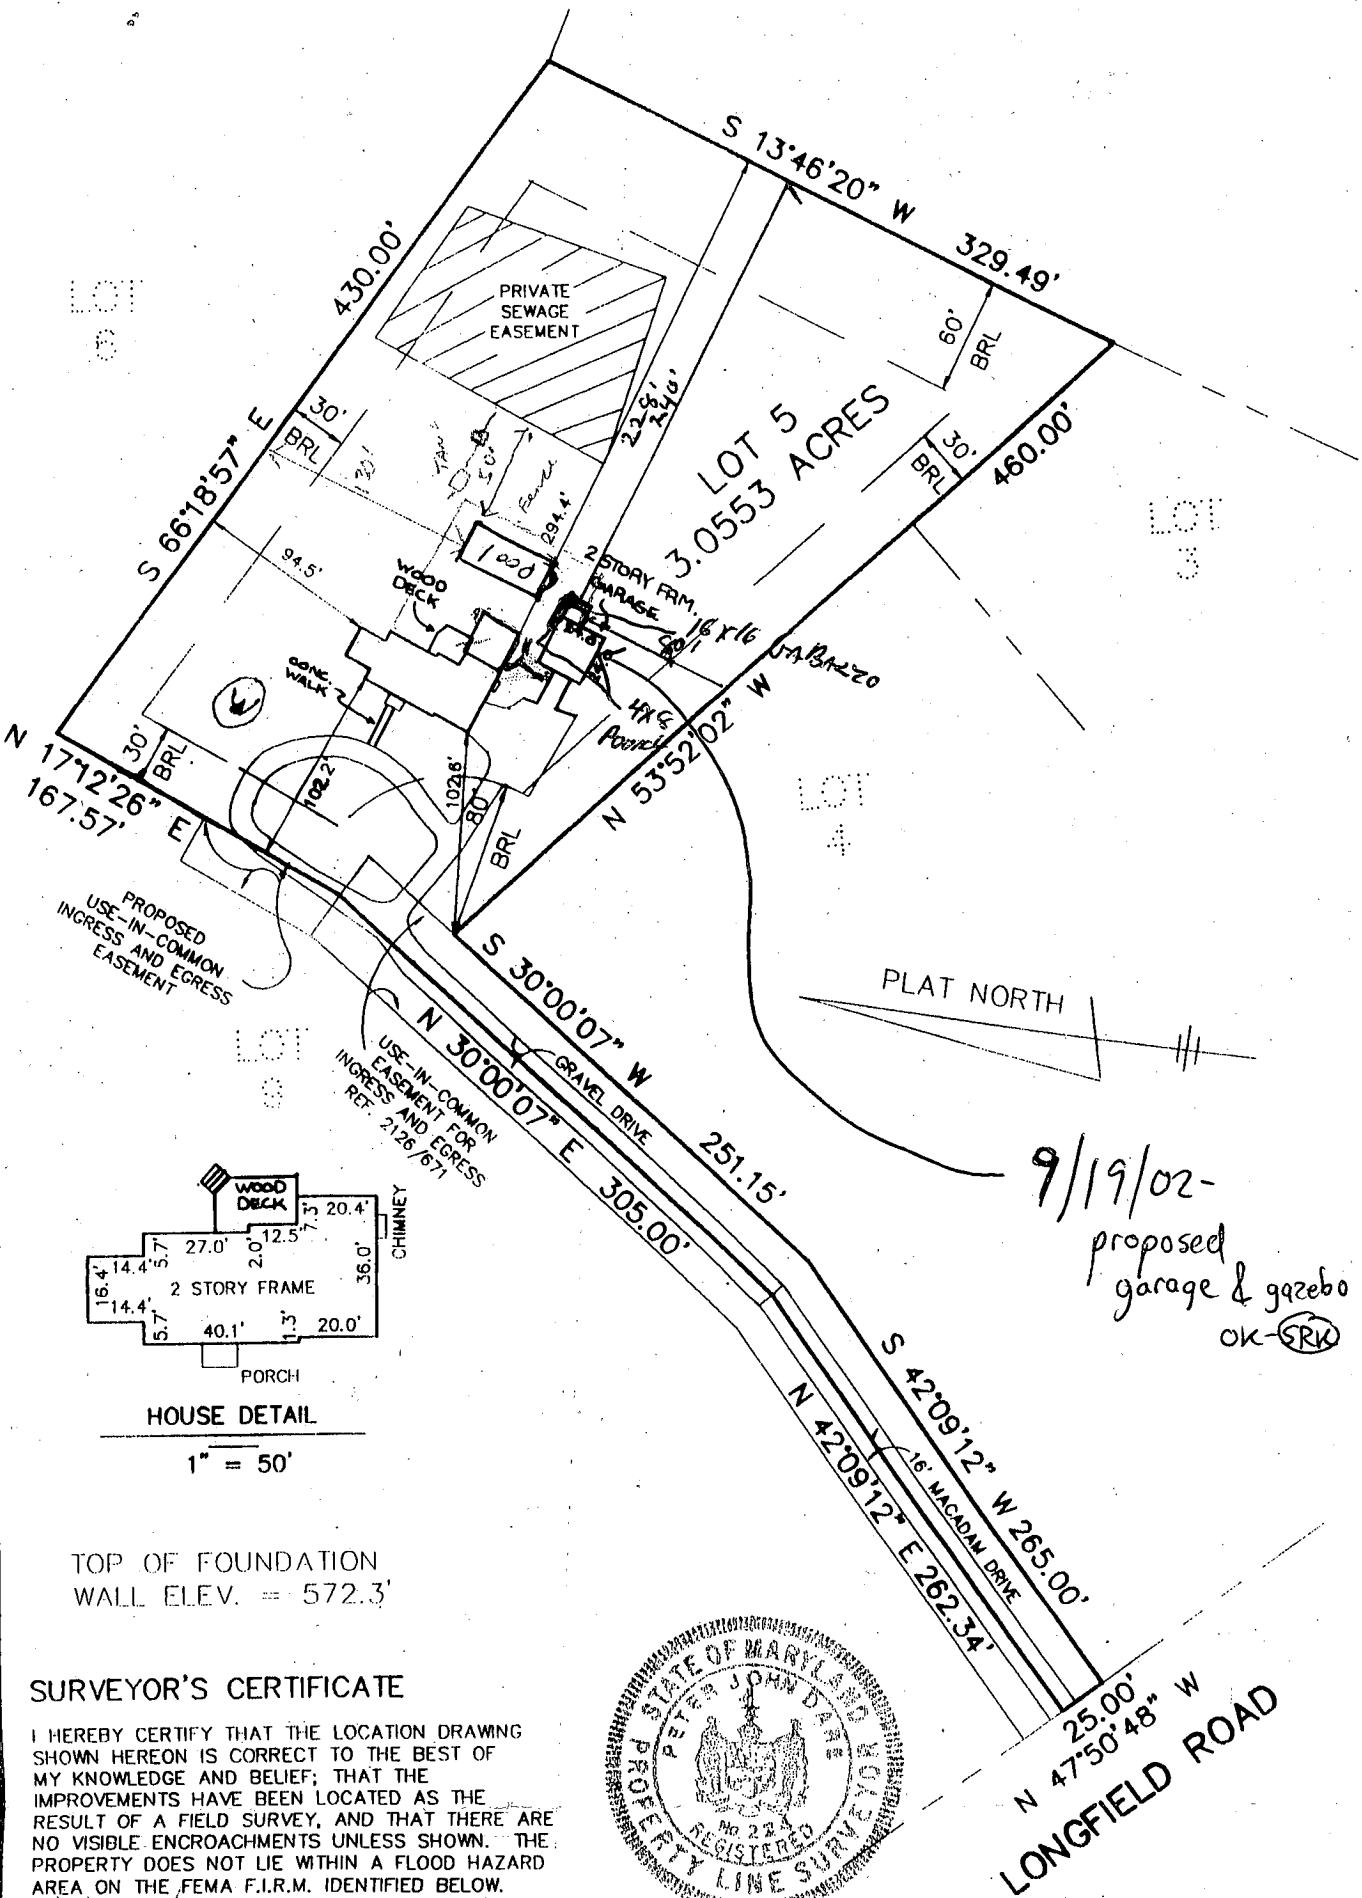 S 13°46'20" W 329.49'
430.00'
LOT
6
PRIVATE
SEWAGE
EASEMENT
60'
BRL
228'
240'
LOT 5
3.0553 ACRES
30'
BRL
30'
BRL
460.00'
S 66°18'57" E
130'
TANK
50'
Fence
294.4'
LOT
3
94.5'
Pool
WOOD
DECK
2 STORY FRM.
GARAGE
16 X 16
CONC.
WALK
4X8
N 53°52'02" W
N 17°12'26" E
167.57'
30'
BRL
102.2'
102.6'
80'
BRL
LOT
4
PROPOSED
USE-IN-COMMON
INGRESS AND EGRESS
EASEMENT
S 30°00'07" W 251.15'
PLAT NORTH
LOT
N 30°00'07" E 305.00'
GRAVEL DRIVE
USE-IN-COMMON
EASEMENT FOR
INGRESS AND EGRESS
REF. 2126/671
9/19/02-
proposed
garage & gazebo
OK-SRK
WOOD
DECK
CHIMNEY
20.4'
7.3'
12.5'
2.0'
27.0'
5.7'
14.4'
16.4'
2 STORY FRAME
36.0'
14.4'
5.7'
40.1'
1.3'
20.0'
PORCH
HOUSE DETAIL
1" = 50'
S 42°09'12" W 265.00'
N 42°09'12" E 262.34'
16' MACADAM DRIVE
TOP OF FOUNDATION
WALL ELEV. = 572.3'
25.00'
N 47°50'48" W
LONGFIELD ROAD
SURVEYOR'S CERTIFICATE
I HEREBY CERTIFY THAT THE LOCATION DRAWING
SHOWN HEREON IS CORRECT TO THE BEST OF
MY KNOWLEDGE AND BELIEF; THAT THE
IMPROVEMENTS HAVE BEEN LOCATED AS THE
RESULT OF A FIELD SURVEY, AND THAT THERE ARE
NO VISIBLE ENCROACHMENTS UNLESS SHOWN. THE
PROPERTY DOES NOT LIE WITHIN A FLOOD HAZARD
AREA ON THE FEMA F.I.R.M. IDENTIFIED BELOW.
STATE OF MARYLAND
PETER JOHN DARE
REGISTERED
PROPERTY LINE SURVEYOR